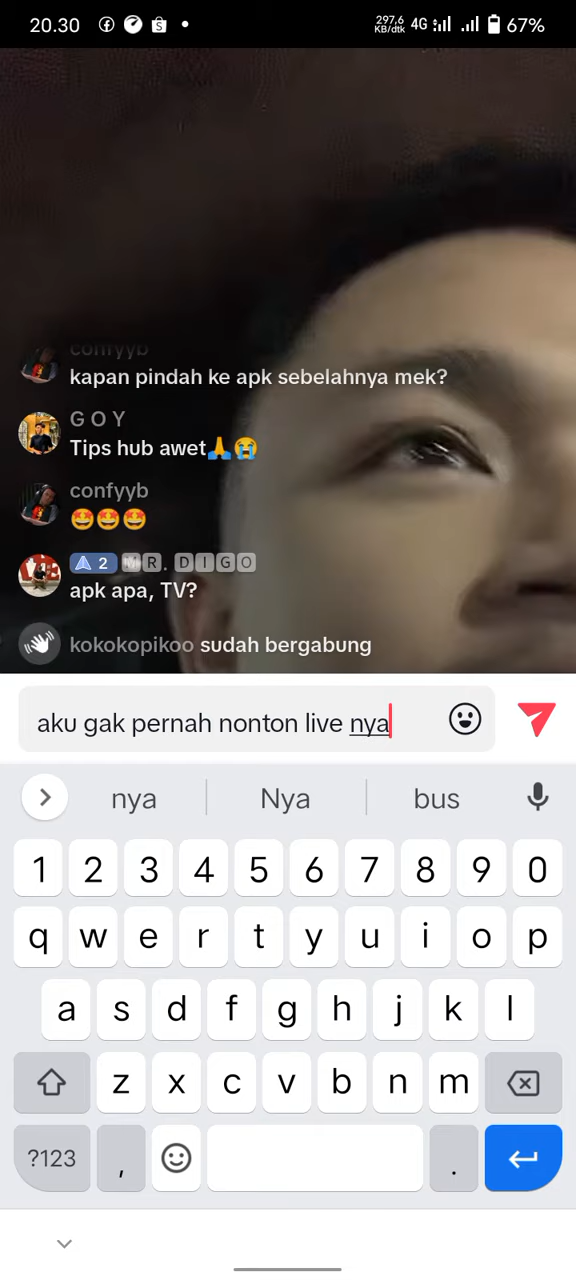 20.30
297,6 KB/dtk 4G 67%
confyyb
kapan pindah ke apk sebelahnya mek?
G O Y
Tips hub awet🙏😭
confyyb
🤩🤩🤩
2 🅼🆁. 🅳🅸🅶🅾
apk apa, TV?
kokokopikoo sudah bergabung
aku gak pernah nonton live nya
nya Nya bus
1 2 3 4 5 6 7 8 9 0
q w e r t y u i o p
a s d f g h j k l
z x c v b n m
?123 , .